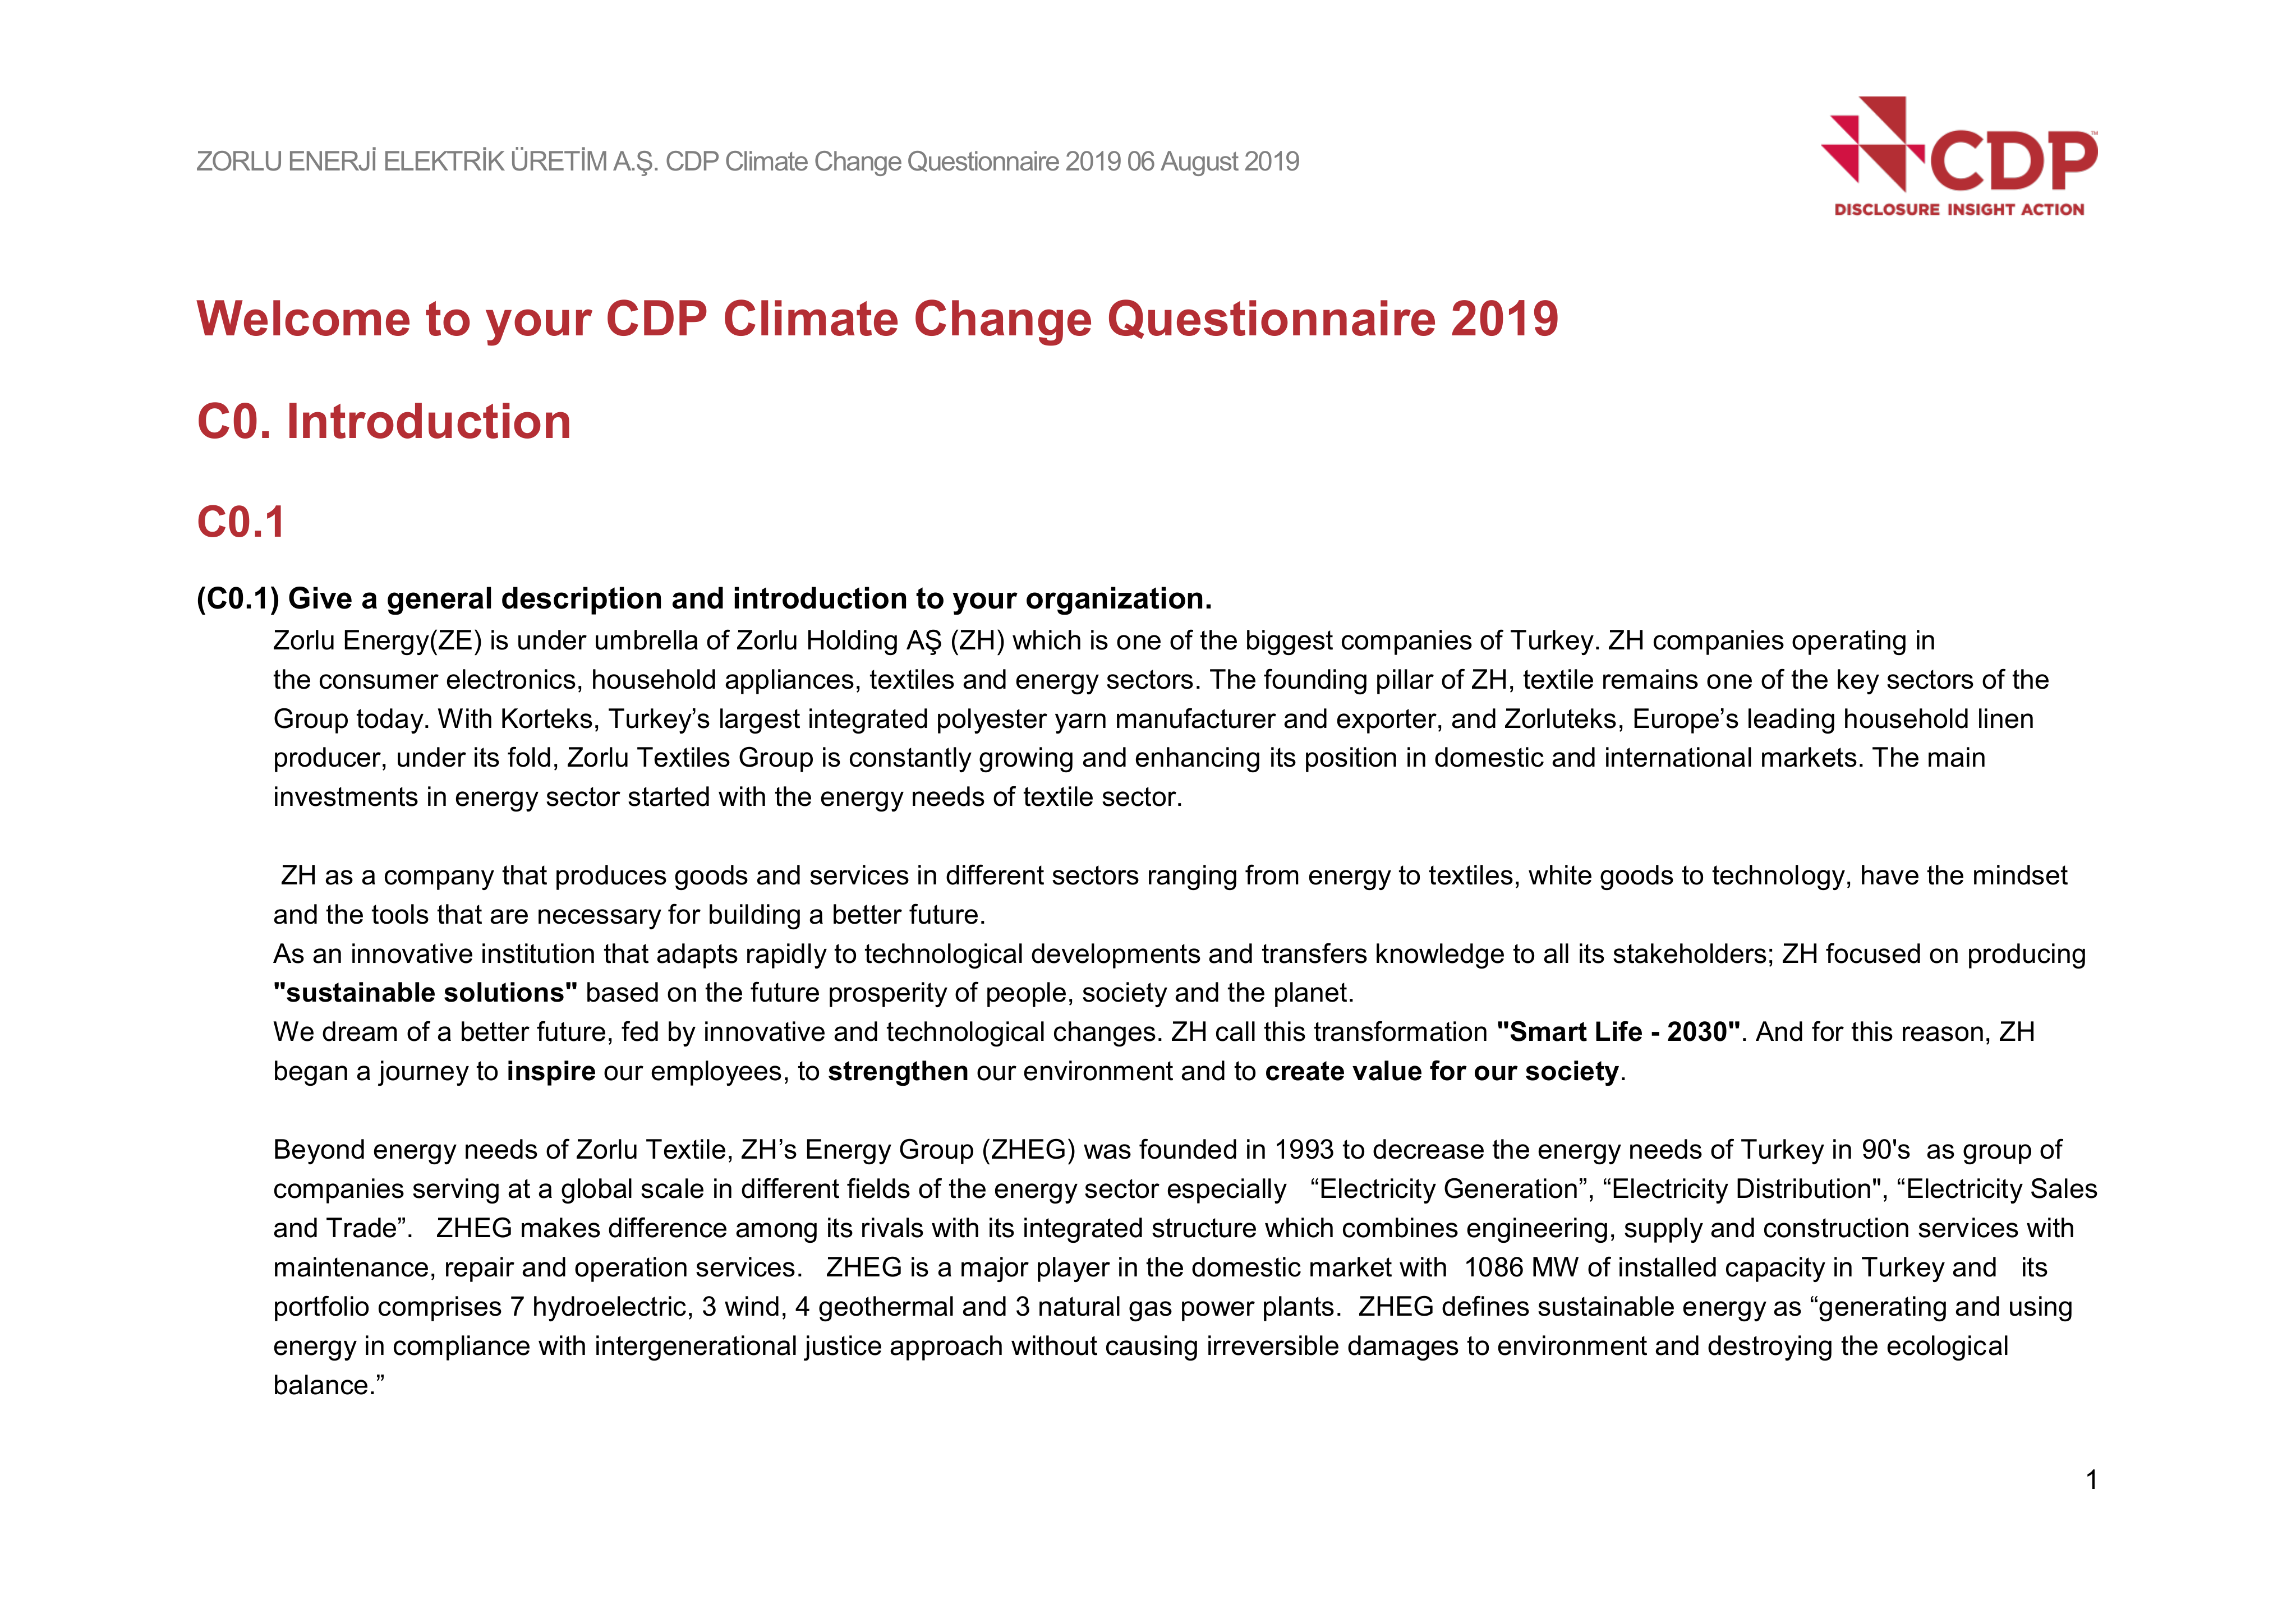 ZORLU ENERJİ ELEKTRİK ÜRETİM A.Ş. CDP Climate Change Questionnaire 2019 06 August 2019
CDP™
DISCLOSURE INSIGHT ACTION
Welcome to your CDP Climate Change Questionnaire 2019
C0. Introduction
C0.1
(C0.1) Give a general description and introduction to your organization.
Zorlu Energy(ZE) is under umbrella of Zorlu Holding AŞ (ZH) which is one of the biggest companies of Turkey. ZH companies operating in
the consumer electronics, household appliances, textiles and energy sectors. The founding pillar of ZH, textile remains one of the key sectors of the
Group today. With Korteks, Turkey’s largest integrated polyester yarn manufacturer and exporter, and Zorluteks, Europe’s leading household linen
producer, under its fold, Zorlu Textiles Group is constantly growing and enhancing its position in domestic and international markets. The main
investments in energy sector started with the energy needs of textile sector.
ZH as a company that produces goods and services in different sectors ranging from energy to textiles, white goods to technology, have the mindset
and the tools that are necessary for building a better future.
As an innovative institution that adapts rapidly to technological developments and transfers knowledge to all its stakeholders; ZH focused on producing
"sustainable solutions" based on the future prosperity of people, society and the planet.
We dream of a better future, fed by innovative and technological changes. ZH call this transformation "Smart Life - 2030". And for this reason, ZH
began a journey to inspire our employees, to strengthen our environment and to create value for our society.
Beyond energy needs of Zorlu Textile, ZH’s Energy Group (ZHEG) was founded in 1993 to decrease the energy needs of Turkey in 90's as group of
companies serving at a global scale in different fields of the energy sector especially “Electricity Generation”, “Electricity Distribution", “Electricity Sales
and Trade”. ZHEG makes difference among its rivals with its integrated structure which combines engineering, supply and construction services with
maintenance, repair and operation services. ZHEG is a major player in the domestic market with 1086 MW of installed capacity in Turkey and its
portfolio comprises 7 hydroelectric, 3 wind, 4 geothermal and 3 natural gas power plants. ZHEG defines sustainable energy as “generating and using
energy in compliance with intergenerational justice approach without causing irreversible damages to environment and destroying the ecological
balance.”
1